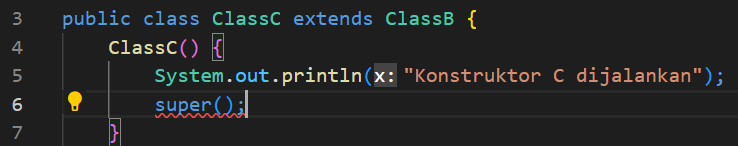 3 public class ClassC extends ClassB {
4     ClassC() {
5         System.out.println(x: "Konstruktor C dijalankan");
6         super();
7     }